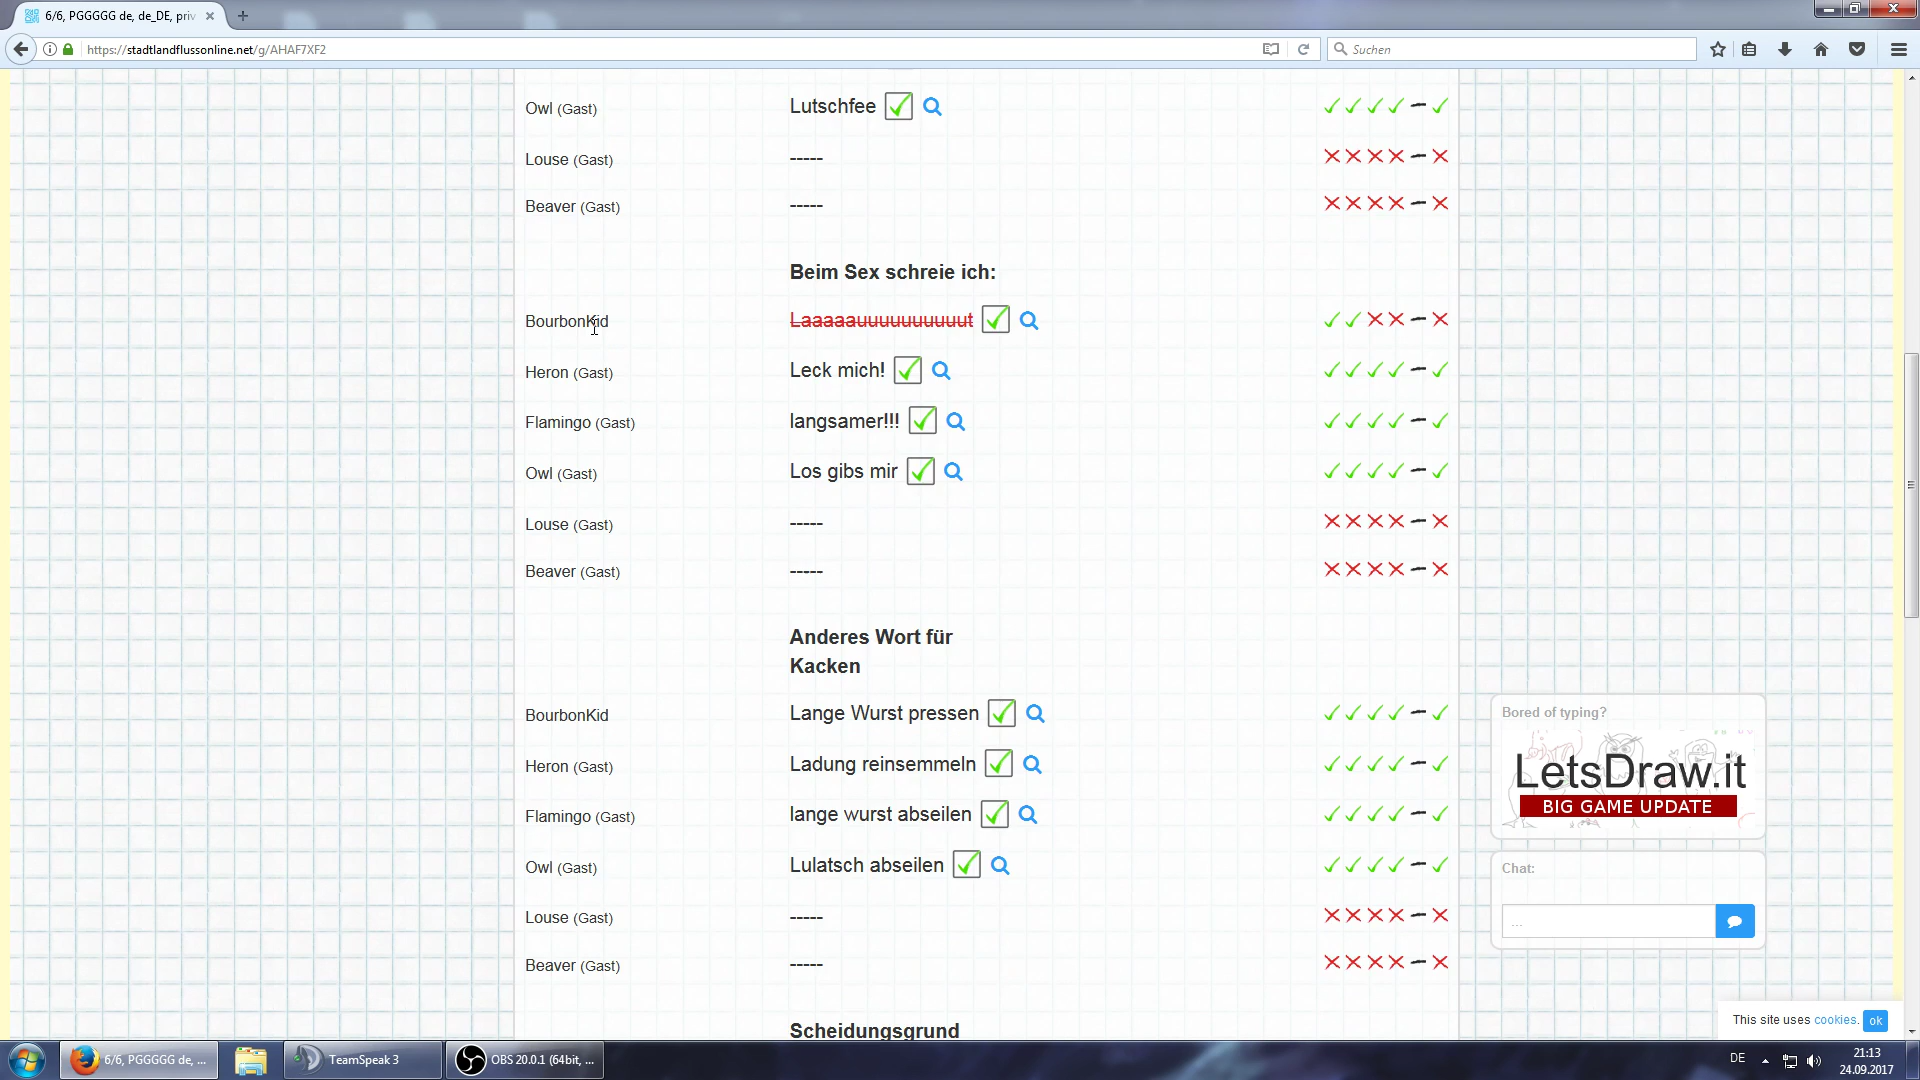 6/6, PGGGGG de, de_DE, priv
https://stadtlandflussonline.net/g/AHAF7XF2
Suchen
Owl (Gast) Lutschfee
Louse (Gast) -----
Beaver (Gast) -----
Beim Sex schreie ich:
BourbonKid Laaaaauuuuuuuuuut
Heron (Gast) Leck mich!
Flamingo (Gast) langsamer!!!
Owl (Gast) Los gibs mir
Louse (Gast) -----
Beaver (Gast) -----
Anderes Wort für
Kacken
BourbonKid Lange Wurst pressen
Heron (Gast) Ladung reinsemmeln
Flamingo (Gast) lange wurst abseilen
Owl (Gast) Lulatsch abseilen
Louse (Gast) -----
Beaver (Gast) -----
Scheidungsgrund
Bored of typing?
LetsDraw.it
BIG GAME UPDATE
Chat:
...
This site uses cookies. ok
6/6, PGGGGG de, ...
TeamSpeak 3
OBS 20.0.1 (64bit, ...
DE
21:13
24.09.2017